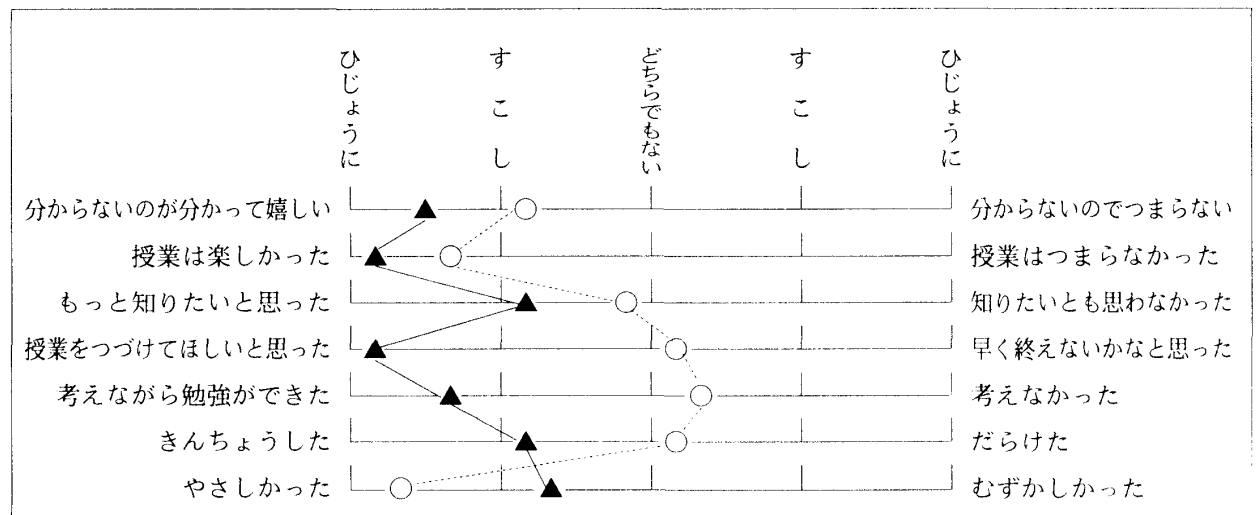 ひじょうに
すこし
どちらでもない
すこし
ひじょうに
分からないのが分かって嬉しい 分からないのでつまらない
授業は楽しかった 授業はつまらなかった
もっと知りたいと思った 知りたいとも思わなかった
授業をつづけてほしいと思った 早く終えないかなと思った
考えながら勉強ができた 考えなかった
きんちょうした だらけた
やさしかった むずかしかった